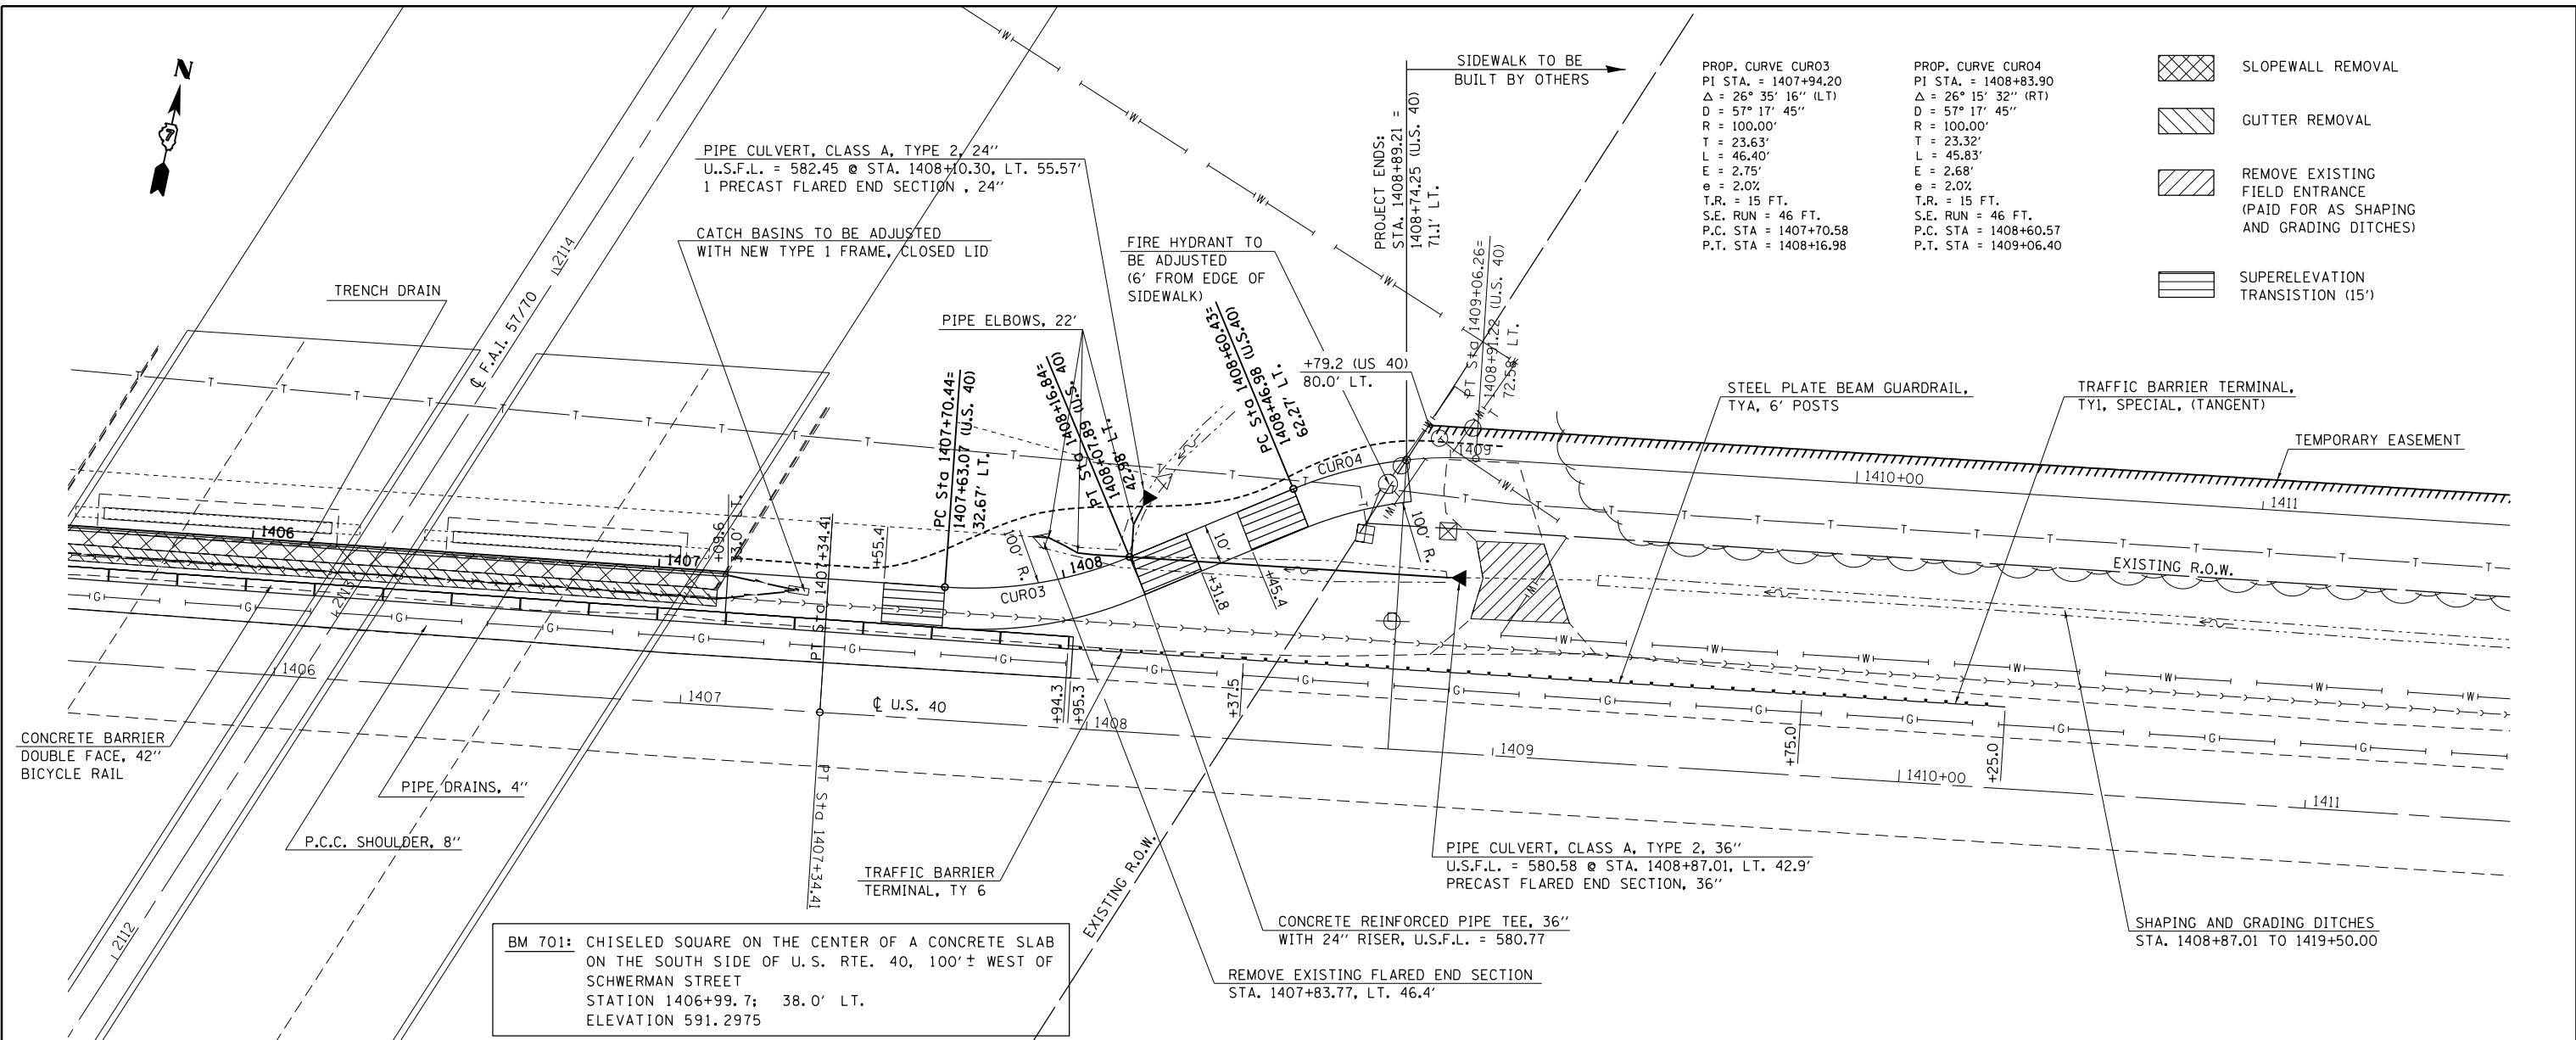 N
7
SIDEWALK TO BE
BUILT BY OTHERS
PROP. CURVE CUR03
PI STA. = 1407+94.20
Δ = 26° 35' 16" (LT)
D = 57° 17' 45"
R = 100.00'
T = 23.63'
L = 46.40'
E = 2.75'
e = 2.0%
T.R. = 15 FT.
S.E. RUN = 46 FT.
P.C. STA = 1407+70.58
P.T. STA = 1408+16.98
PROP. CURVE CUR04
PI STA. = 1408+83.90
Δ = 26° 15' 32" (RT)
D = 57° 17' 45"
R = 100.00'
T = 23.32'
L = 45.83'
E = 2.68'
e = 2.0%
T.R. = 15 FT.
S.E. RUN = 46 FT.
P.C. STA = 1408+60.57
P.T. STA = 1409+06.40
SLOPEWALL REMOVAL
GUTTER REMOVAL
REMOVE EXISTING
FIELD ENTRANCE
(PAID FOR AS SHAPING
AND GRADING DITCHES)
SUPERELEVATION
TRANSISTION (15')
PIPE CULVERT, CLASS A, TYPE 2, 24"
U..S.F.L. = 582.45 @ STA. 1408+10.30, LT. 55.57'
1 PRECAST FLARED END SECTION , 24"
CATCH BASINS TO BE ADJUSTED
WITH NEW TYPE 1 FRAME, CLOSED LID
FIRE HYDRANT TO
BE ADJUSTED
(6' FROM EDGE OF
SIDEWALK)
PROJECT ENDS:
STA. 1408+89.21 =
1408+74.25 (U.S. 40)
71.1' LT.
PT Sta 1409+06.26=
1408+91.22 (U.S. 40)
72.58' LT.
TRENCH DRAIN
PIPE ELBOWS, 22'
℄ F.A.I. 57/70
2114
PC Sta 1407+70.44=
1407+63.07 (U.S. 40)
32.67' LT.
PT Sta 1408+16.84=
1408+07.89 (U.S. 40)
42.98' LT.
PC Sta 1408+60.43=
1408+46.98 (U.S.40)
62.27' LT.
+79.2 (US 40)
80.0' LT.
STEEL PLATE BEAM GUARDRAIL,
TYA, 6' POSTS
TRAFFIC BARRIER TERMINAL,
TY1, SPECIAL, (TANGENT)
TEMPORARY EASEMENT
1406
1407
+09.6
PT Sta 1407+34.41
+55.4
100' R.
CUR03
1408
10'
+31.8
+45.4
CUR04
100' R.
1409
1410+00
1411
EXISTING R.O.W.
1406
1407
℄ U.S. 40
+94.3
+95.3
1408
+37.5
1409
+75.0
1410+00
+25.0
1411
PT Sta 1407+34.41
CONCRETE BARRIER
DOUBLE FACE, 42"
BICYCLE RAIL
PIPE DRAINS, 4"
P.C.C. SHOULDER, 8"
2112
TRAFFIC BARRIER
TERMINAL, TY 6
EXISTING R.O.W.
PIPE CULVERT, CLASS A, TYPE 2, 36"
U.S.F.L. = 580.58 @ STA. 1408+87.01, LT. 42.9'
PRECAST FLARED END SECTION, 36"
CONCRETE REINFORCED PIPE TEE, 36"
WITH 24" RISER, U.S.F.L. = 580.77
REMOVE EXISTING FLARED END SECTION
STA. 1407+83.77, LT. 46.4'
SHAPING AND GRADING DITCHES
STA. 1408+87.01 TO 1419+50.00
BM 701: CHISELED SQUARE ON THE CENTER OF A CONCRETE SLAB
ON THE SOUTH SIDE OF U.S. RTE. 40, 100'± WEST OF
SCHWERMAN STREET
STATION 1406+99.7; 38.0' LT.
ELEVATION 591.2975